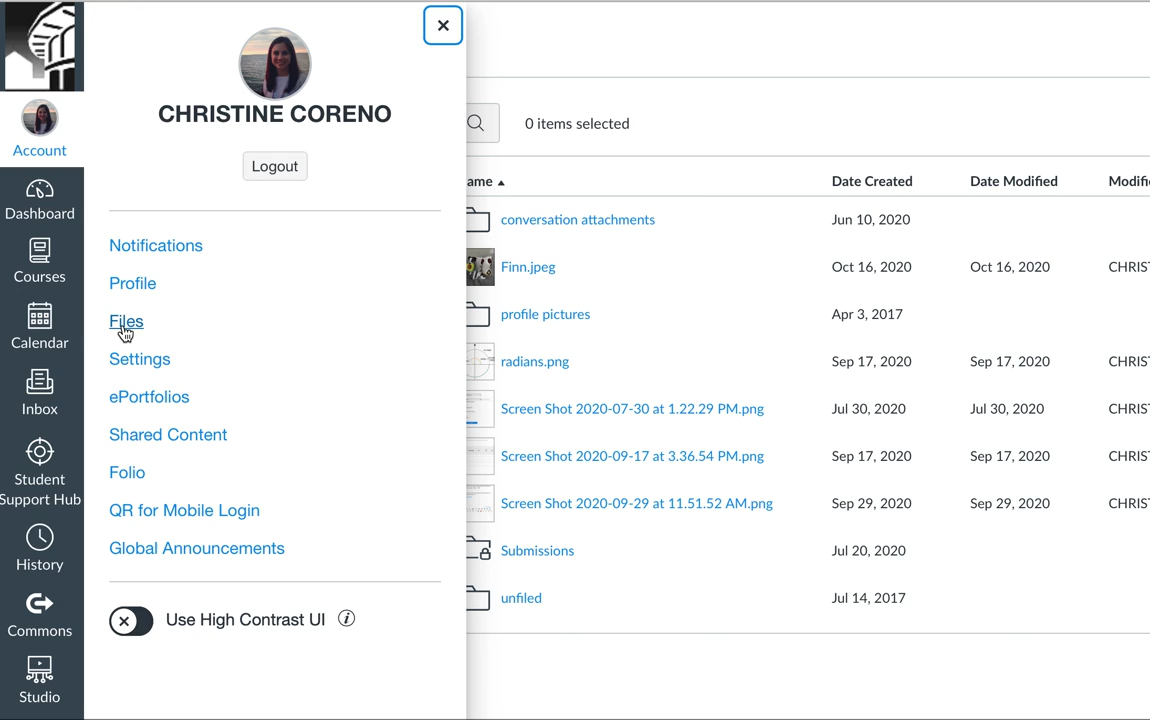 CHRISTINE CORENO
Logout
Account
Dashboard
Courses
Calendar
Inbox
Student
Support Hub
History
Commons
Studio
Notifications
Profile
Files
Settings
ePortfolios
Shared Content
Folio
QR for Mobile Login
Global Announcements
Use High Contrast UI
0 items selected
ame Date Created Date Modified Modifi
conversation attachments Jun 10, 2020
Finn.jpeg Oct 16, 2020 Oct 16, 2020 CHRIST
profile pictures Apr 3, 2017
radians.png Sep 17, 2020 Sep 17, 2020 CHRIST
Screen Shot 2020-07-30 at 1.22.29 PM.png Jul 30, 2020 Jul 30, 2020 CHRIST
Screen Shot 2020-09-17 at 3.36.54 PM.png Sep 17, 2020 Sep 17, 2020 CHRIST
Screen Shot 2020-09-29 at 11.51.52 AM.png Sep 29, 2020 Sep 29, 2020 CHRIST
Submissions Jul 20, 2020
unfiled Jul 14, 2017